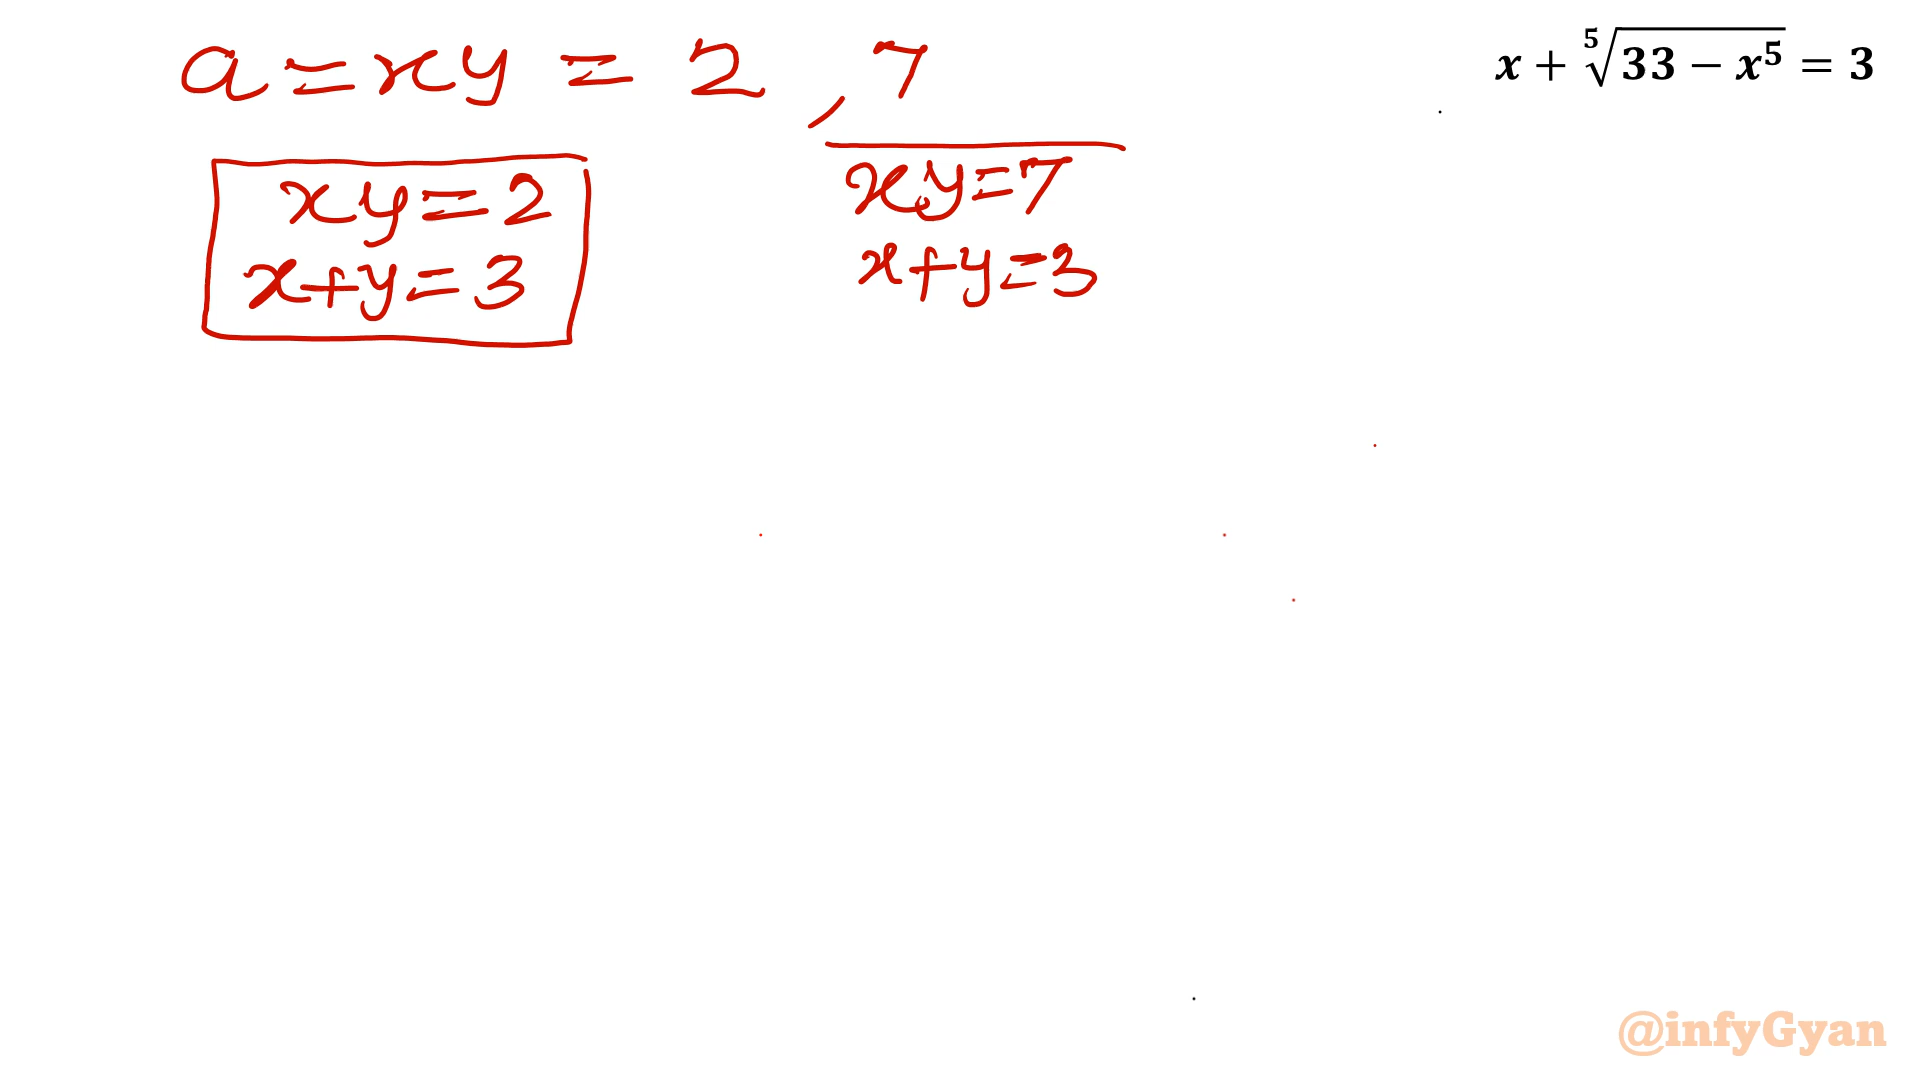 a = xy = 2 , 7
x + ⁵√33 − x⁵ = 3
xy = 2
x + y = 3
xy = 7
x + y = 3
@infyGyan